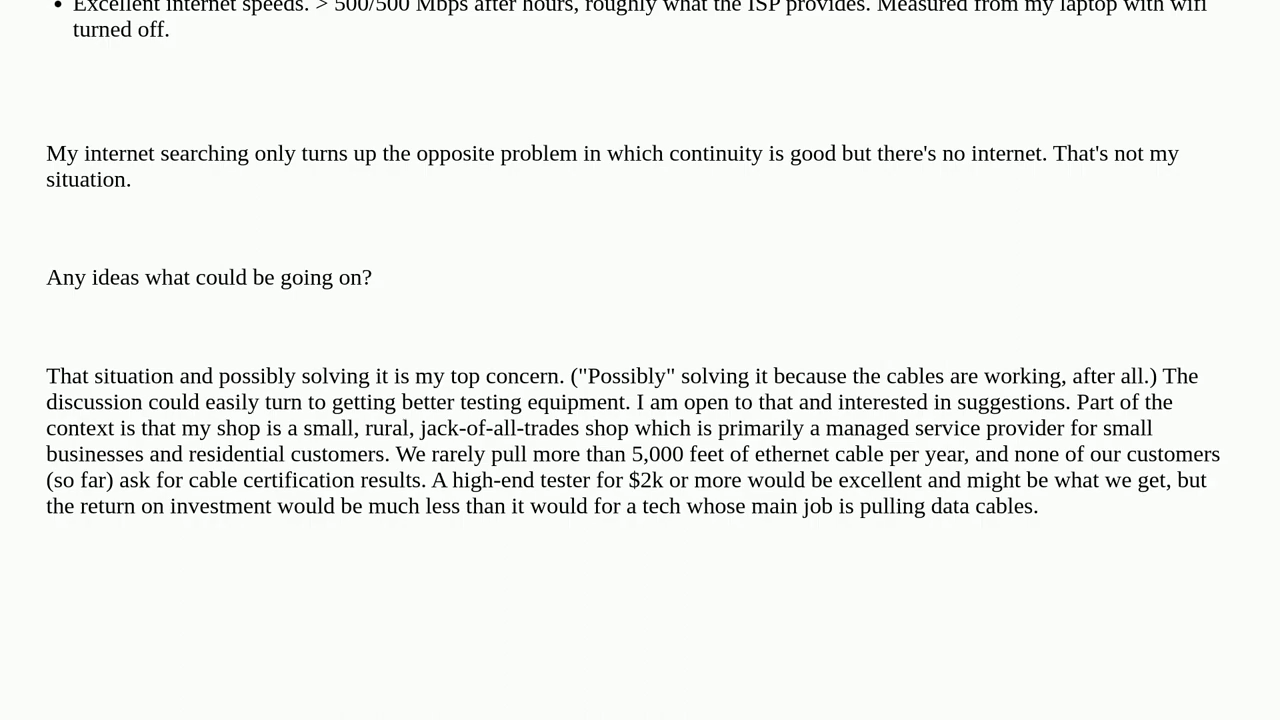 Excellent internet speeds. > 500/500 Mbps after hours, roughly what the ISP provides. Measured from my laptop with wifi
turned off.
My internet searching only turns up the opposite problem in which continuity is good but there's no internet. That's not my
situation.
Any ideas what could be going on?
That situation and possibly solving it is my top concern. ("Possibly" solving it because the cables are working, after all.) The
discussion could easily turn to getting better testing equipment. I am open to that and interested in suggestions. Part of the
context is that my shop is a small, rural, jack-of-all-trades shop which is primarily a managed service provider for small
businesses and residential customers. We rarely pull more than 5,000 feet of ethernet cable per year, and none of our customers
(so far) ask for cable certification results. A high-end tester for $2k or more would be excellent and might be what we get, but
the return on investment would be much less than it would for a tech whose main job is pulling data cables.